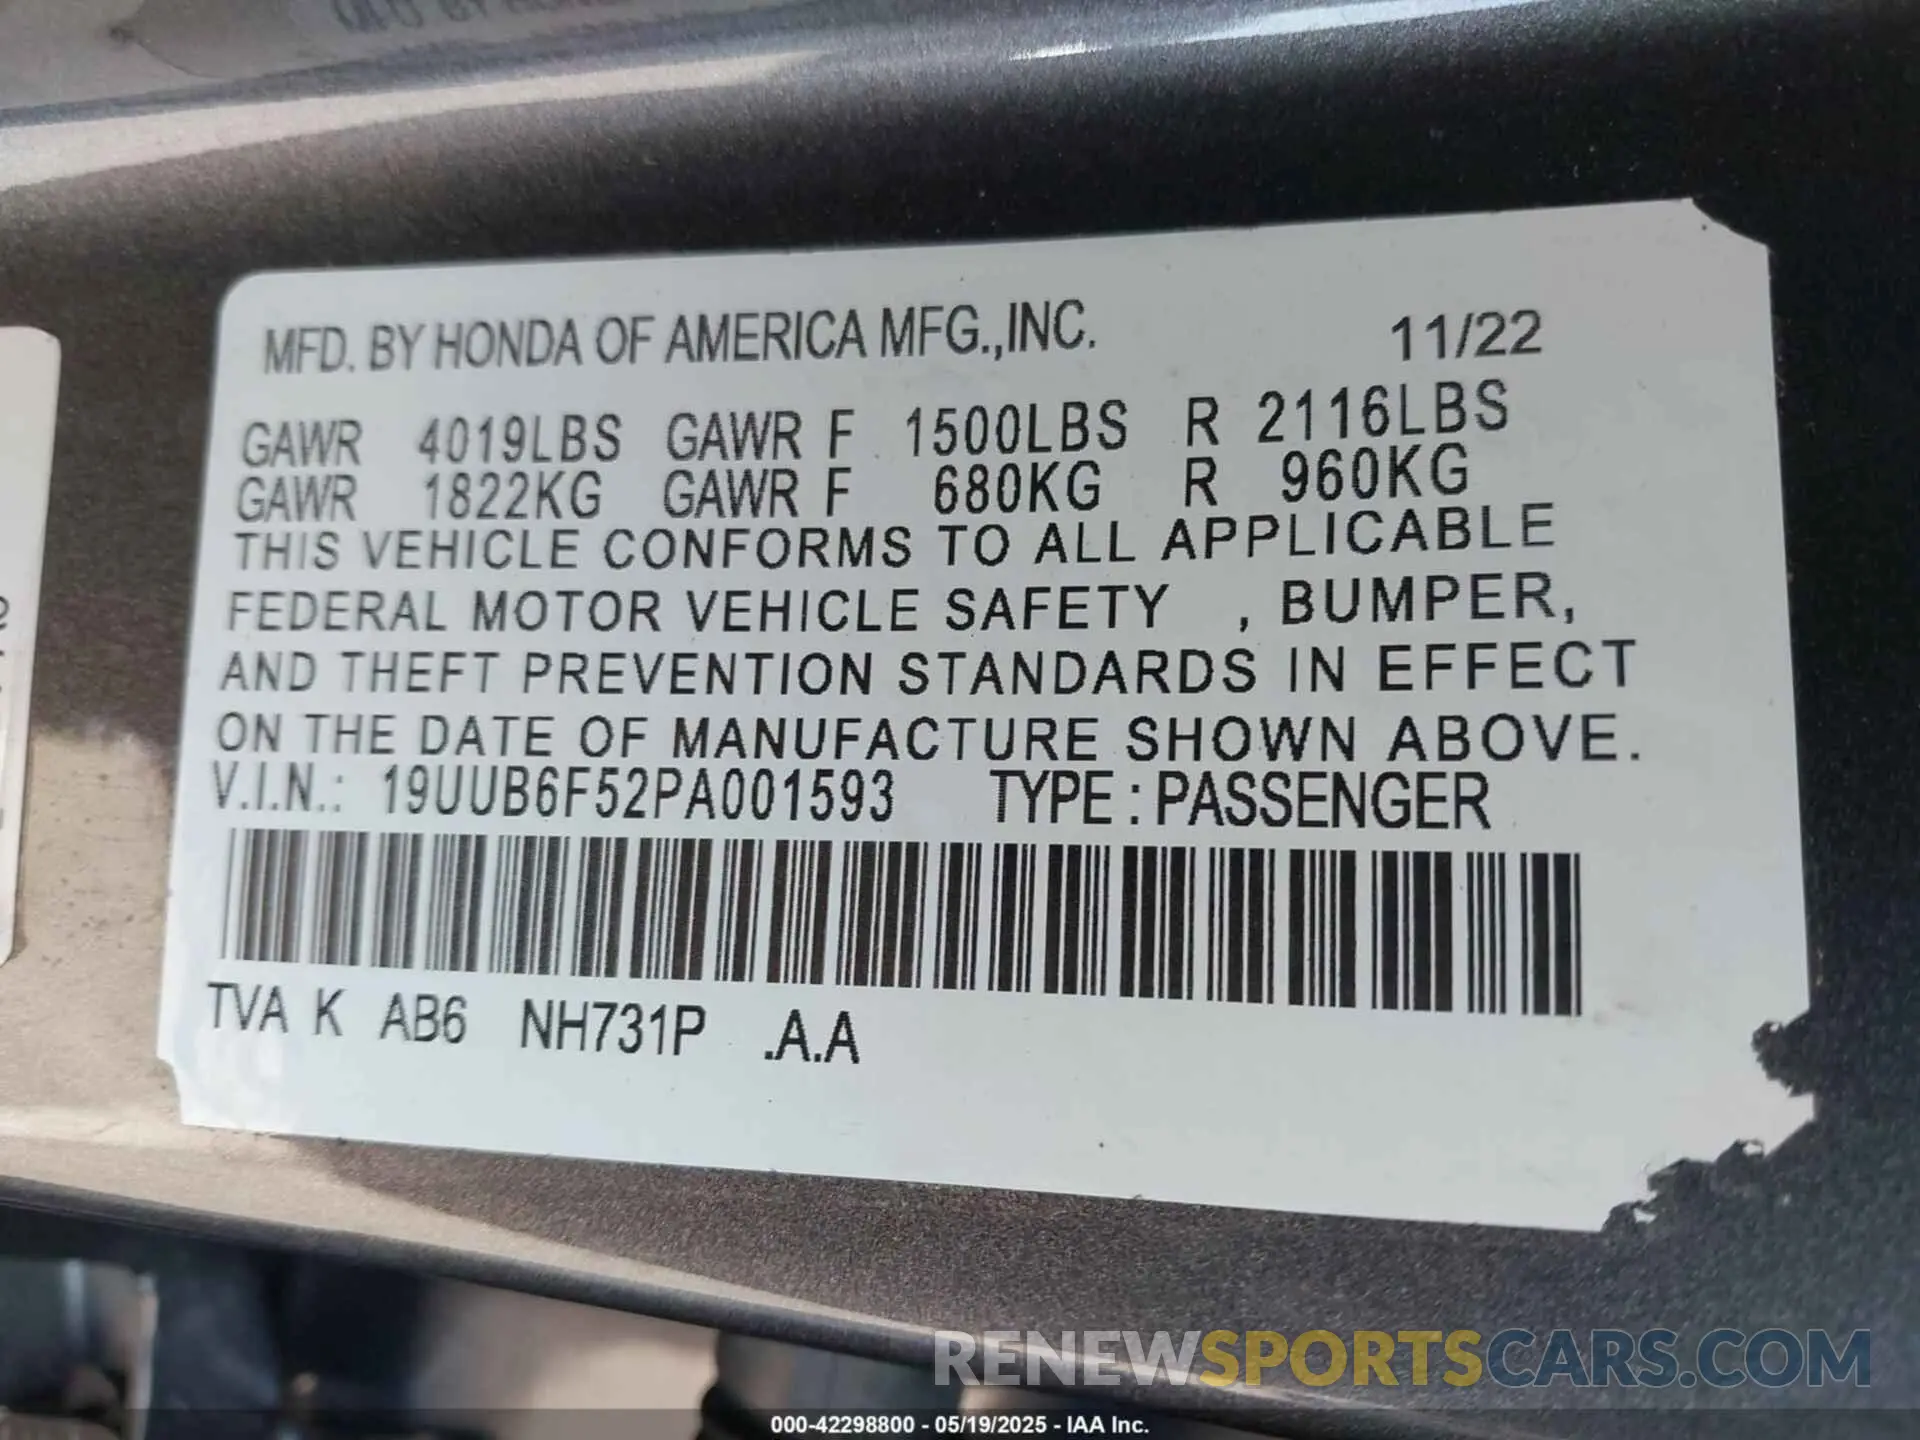 MFD. BY HONDA OF AMERICA MFG.,INC. 11/22
GAWR 4019LBS GAWR F 1500LBS R 2116LBS
GAWR 1822KG GAWR F 680KG R 960KG
THIS VEHICLE CONFORMS TO ALL APPLICABLE
FEDERAL MOTOR VEHICLE SAFETY , BUMPER,
AND THEFT PREVENTION STANDARDS IN EFFECT
ON THE DATE OF MANUFACTURE SHOWN ABOVE.
V.I.N.: 19UUB6F52PA001593 TYPE : PASSENGER
TVA K AB6 NH731P .A.A
RENEWSPORTSCARS.COM
000-42298800 - 05/19/2025 - IAA Inc.